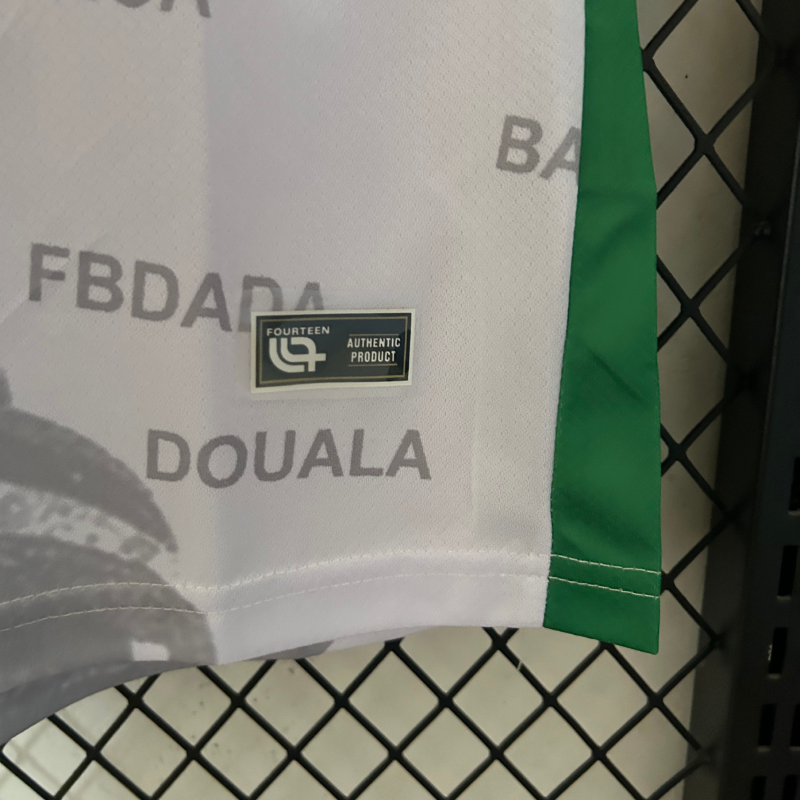 BA
FBDADA
FOURTEEN
AUTHENTIC
PRODUCT
DOUALA